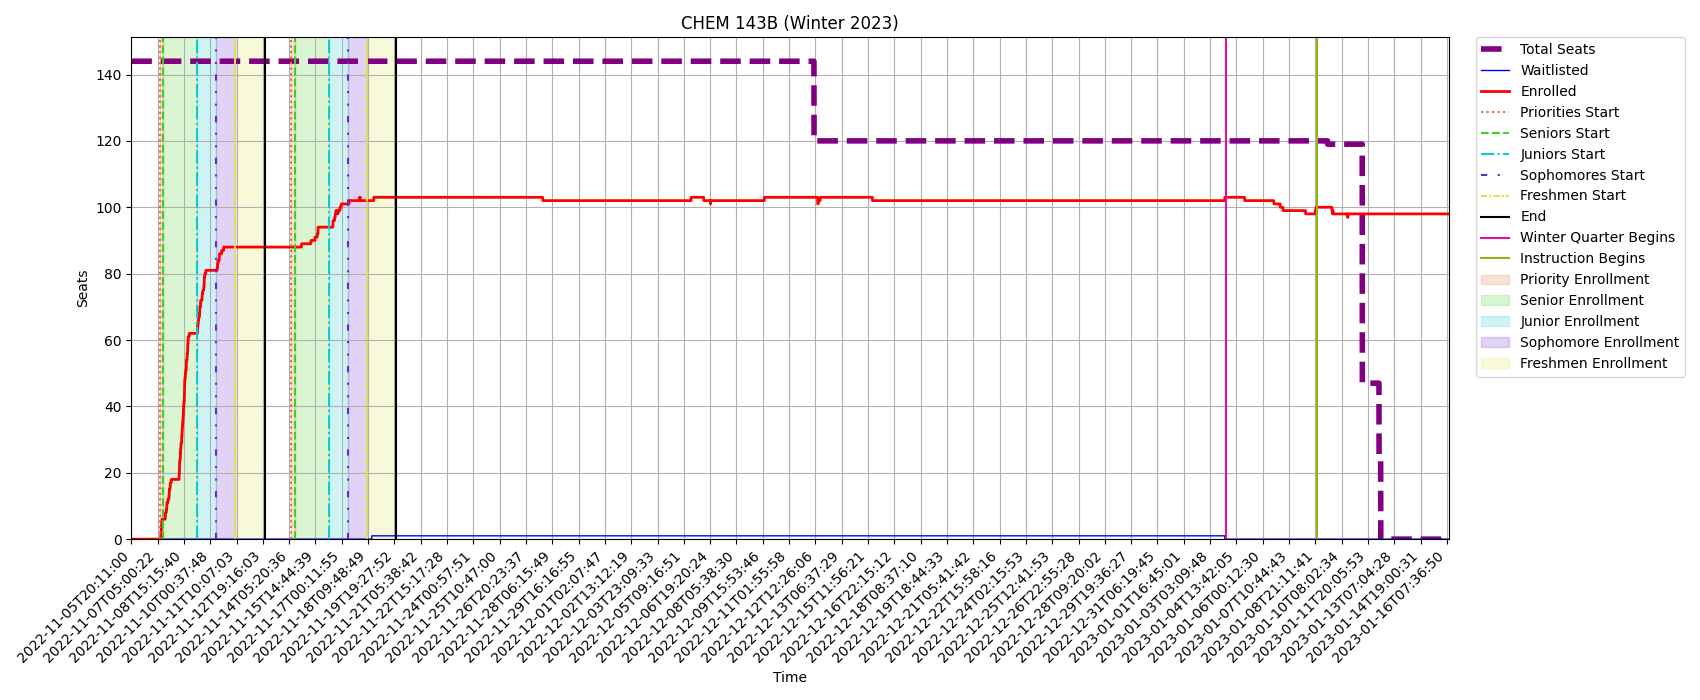 CHEM 143B (Winter 2023)
140
120
100
80
60
40
20
0
Seats
2022-11-05T20:11:00
2022-11-07T05:00:22
2022-11-08T15:15:40
2022-11-10T00:37:48
2022-11-11T10:07:03
2022-11-12T19:16:03
2022-11-14T05:20:36
2022-11-15T14:44:39
2022-11-17T00:11:55
2022-11-18T09:48:49
2022-11-19T19:27:52
2022-11-21T05:38:42
2022-11-22T15:17:28
2022-11-24T00:57:51
2022-11-25T10:47:00
2022-11-26T20:23:37
2022-11-28T06:15:49
2022-11-29T16:16:55
2022-12-01T02:07:47
2022-12-02T13:12:19
2022-12-03T23:09:33
2022-12-05T09:16:51
2022-12-06T19:20:24
2022-12-08T05:38:30
2022-12-09T15:53:46
2022-12-11T01:55:58
2022-12-12T12:26:06
2022-12-13T06:37:29
2022-12-15T11:56:21
2022-12-16T22:15:12
2022-12-18T08:37:10
2022-12-19T18:44:33
2022-12-21T05:41:42
2022-12-22T15:58:16
2022-12-24T02:15:53
2022-12-25T12:41:53
2022-12-26T22:55:28
2022-12-28T09:20:02
2022-12-29T19:36:27
2022-12-31T06:19:45
2023-01-01T16:45:01
2023-01-03T03:09:48
2023-01-04T13:42:05
2023-01-06T00:12:30
2023-01-07T10:44:43
2023-01-08T21:11:41
2023-01-10T08:02:34
2023-01-11T20:05:53
2023-01-13T07:04:28
2023-01-14T19:00:31
2023-01-16T07:36:50
Time
Total Seats
Waitlisted
Enrolled
Priorities Start
Seniors Start
Juniors Start
Sophomores Start
Freshmen Start
End
Winter Quarter Begins
Instruction Begins
Priority Enrollment
Senior Enrollment
Junior Enrollment
Sophomore Enrollment
Freshmen Enrollment